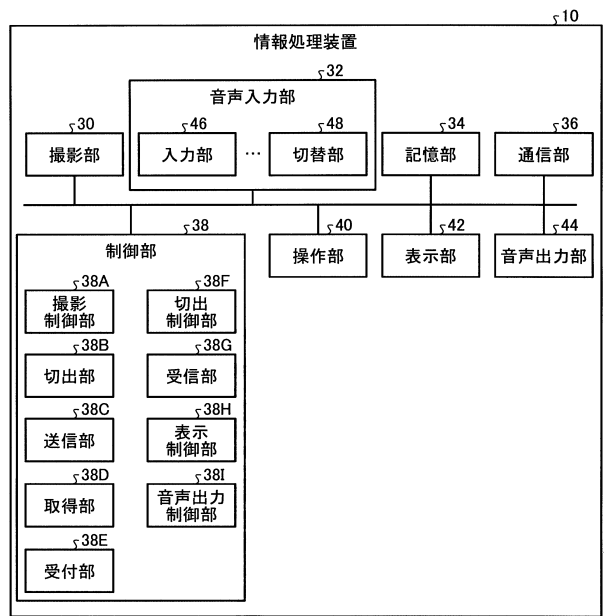 10
情報処理装置
32
音声入力部
30
撮影部
46
入力部
…
48
切替部
34
記憶部
36
通信部
38
制御部
40
操作部
42
表示部
44
音声出力部
38A
撮影
制御部
38F
切出
制御部
38B
切出部
38G
受信部
38C
送信部
38H
表示
制御部
38D
取得部
38I
音声出力
制御部
38E
受付部